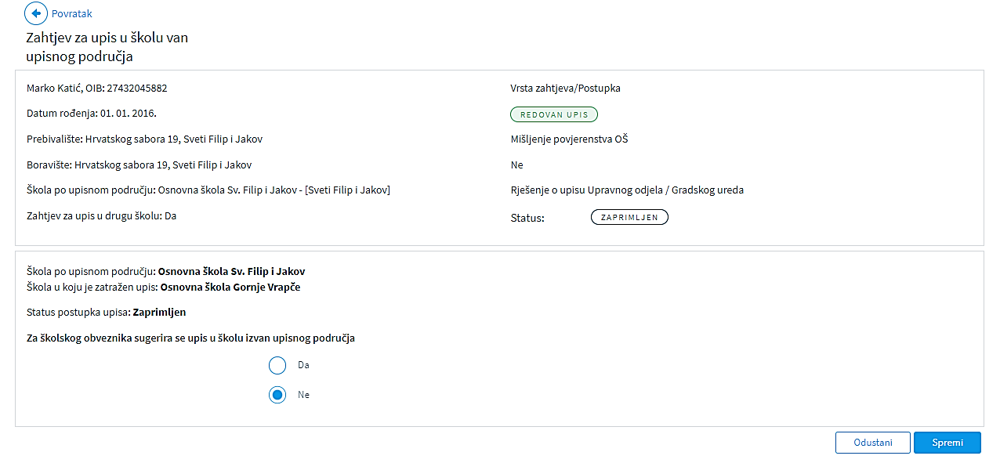 Povratak
Zahtjev za upis u školu van
upisnog područja
Marko Katić, OIB: 27432045882
Datum rođenja: 01. 01. 2016.
Prebivalište: Hrvatskog sabora 19, Sveti Filip i Jakov
Boravište: Hrvatskog sabora 19, Sveti Filip i Jakov
Škola po upisnom području: Osnovna škola Sv. Filip i Jakov - [Sveti Filip i Jakov]
Zahtjev za upis u drugu školu: Da
Vrsta zahtjeva/Postupka
REDOVAN UPIS
Mišljenje povjerenstva OŠ
Ne
Rješenje o upisu Upravnog odjela / Gradskog ureda
Status: ZAPRIMLJEN
Škola po upisnom području: Osnovna škola Sv. Filip i Jakov
Škola u koju je zatražen upis: Osnovna škola Gornje Vrapče
Status postupka upisa: Zaprimljen
Za školskog obveznika sugerira se upis u školu izvan upisnog područja
Da
Ne
Odustani
Spremi